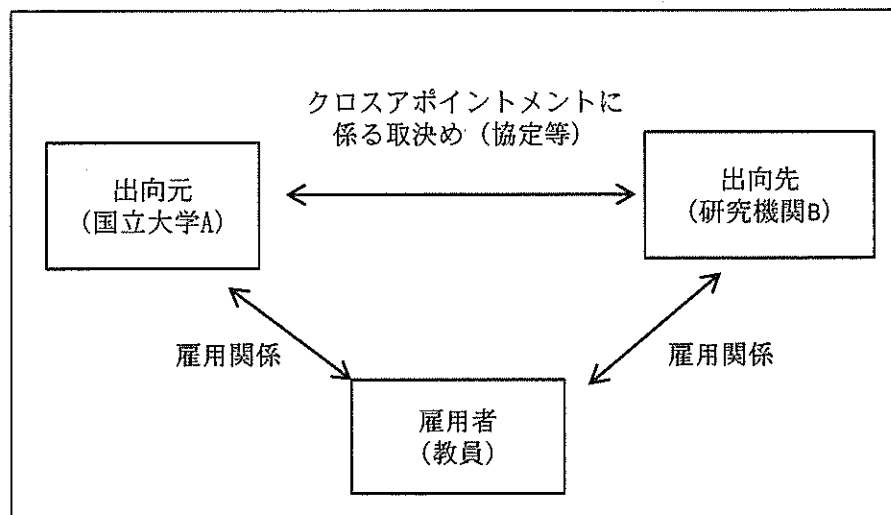 クロスアポイントメントに
係る取決め（協定等）
出向元
（国立大学A）
出向先
（研究機関B）
雇用関係
雇用関係
雇用者
（教員）